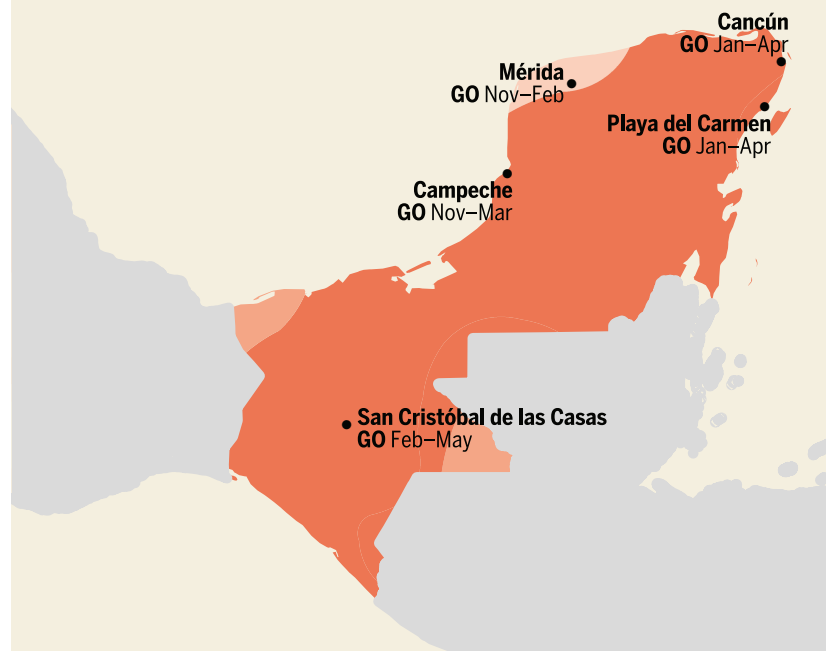 Cancún
GO Jan–Apr
Mérida
GO Nov–Feb
Playa del Carmen
GO Jan–Apr
Campeche
GO Nov–Mar
San Cristóbal de las Casas
GO Feb–May